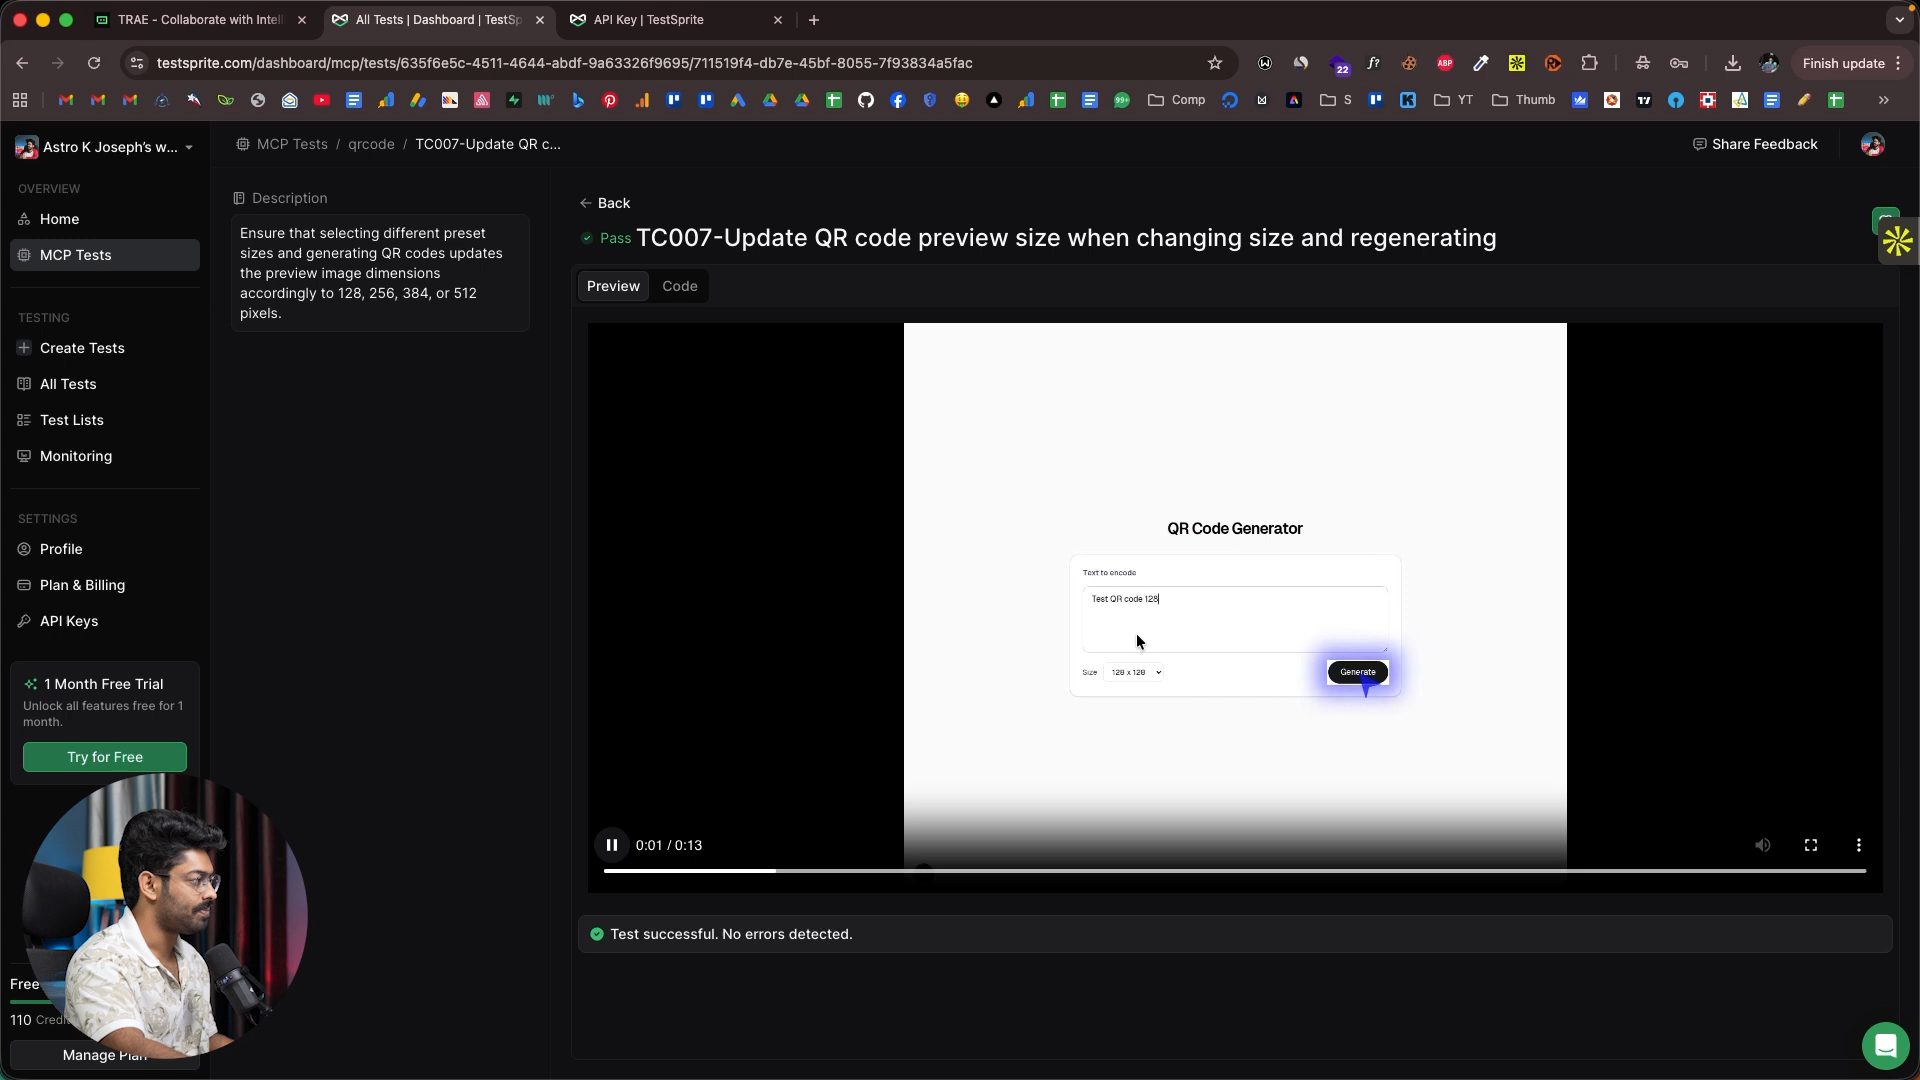 TRAE - Collaborate with Intel
All Tests | Dashboard | TestSp
API Key | TestSprite
testsprite.com/dashboard/mcp/tests/635f6e5c-4511-4644-abdf-9a63326f9695/711519f4-db7e-45bf-8055-7f93834a5fac
22
f?
ABP
Finish update
99+
Comp
S
YT
Thumb
Astro K Joseph's w...
MCP Tests / qrcode / TC007-Update QR c...
Share Feedback
OVERVIEW
Home
MCP Tests
TESTING
Create Tests
All Tests
Test Lists
Monitoring
SETTINGS
Profile
Plan & Billing
API Keys
1 Month Free Trial
Unlock all features free for 1
month.
Try for Free
Free
110 Credi
Manage Plan
Description
Ensure that selecting different preset
sizes and generating QR codes updates
the preview image dimensions
accordingly to 128, 256, 384, or 512
pixels.
Back
Pass TC007-Update QR code preview size when changing size and regenerating
Preview
Code
QR Code Generator
Text to encode
Test QR code 128
Size
128 x 128
Generate
0:01 / 0:13
Test successful. No errors detected.